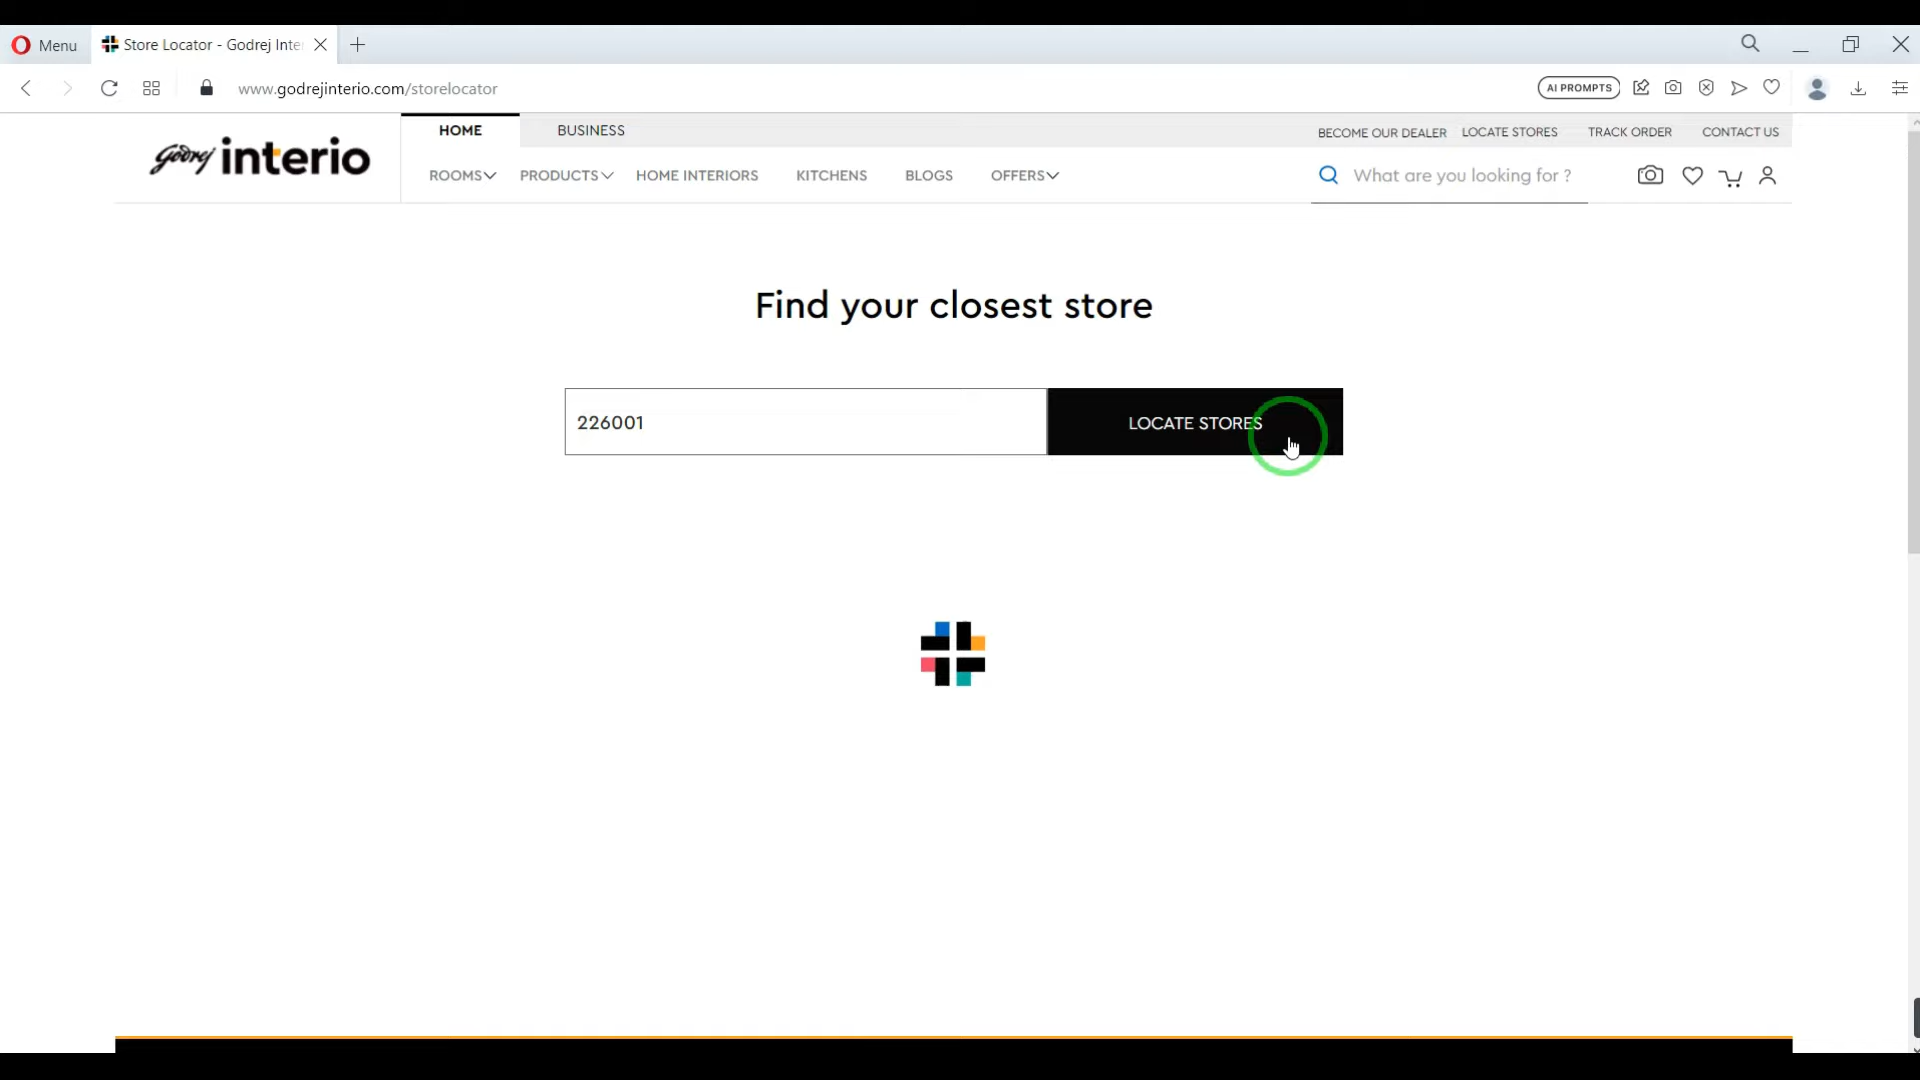 Menu
Store Locator - Godrej Inte
www.godrejinterio.com/storelocator
AI PROMPTS
Godrej interio
HOME
BUSINESS
BECOME OUR DEALER
LOCATE STORES
TRACK ORDER
CONTACT US
ROOMS
PRODUCTS
HOME INTERIORS
KITCHENS
BLOGS
OFFERS
What are you looking for ?
Find your closest store
226001
LOCATE STORES